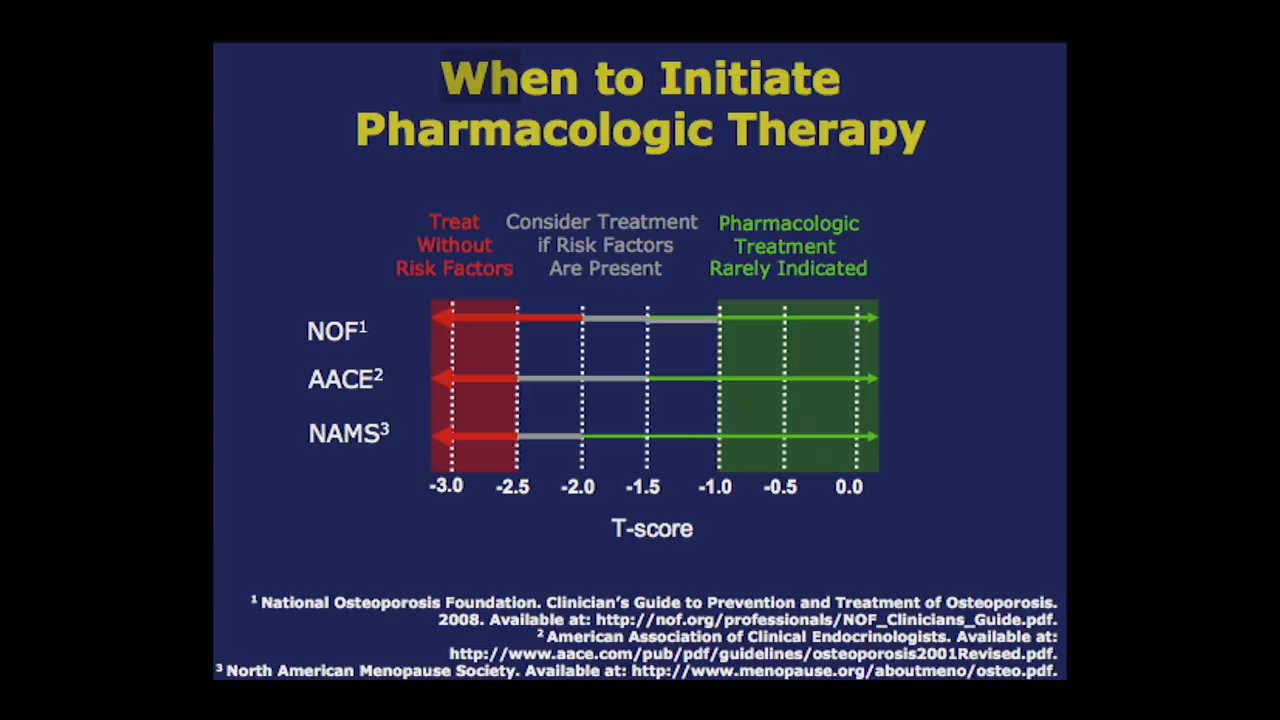 When to Initiate
Pharmacologic Therapy
Treat
Without
Risk Factors
Consider Treatment
if Risk Factors
Are Present
Pharmacologic
Treatment
Rarely Indicated
NOF¹
AACE²
NAMS³
-3.0 -2.5 -2.0 -1.5 -1.0 -0.5 0.0
T-score
¹ National Osteoporosis Foundation. Clinician's Guide to Prevention and Treatment of Osteoporosis.
2008. Available at: http://nof.org/professionals/NOF_Clinicians_Guide.pdf.
² American Association of Clinical Endocrinologists. Available at:
http://www.aace.com/pub/pdf/guidelines/osteoporosis2001Revised.pdf.
³ North American Menopause Society. Available at: http://www.menopause.org/aboutmeno/osteo.pdf.